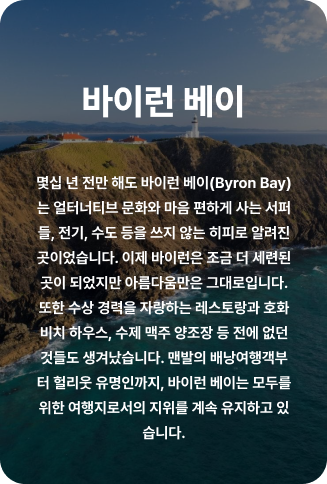 바이런 베이
몇십 년 전만 해도 바이런 베이(Byron Bay)
는 얼터너티브 문화와 마음 편하게 사는 서퍼
들, 전기, 수도 등을 쓰지 않는 히피로 알려진
곳이었습니다. 이제 바이런은 조금 더 세련된
곳이 되었지만 아름다움만은 그대로입니다.
또한 수상 경력을 자랑하는 레스토랑과 호화
비치 하우스, 수제 맥주 양조장 등 전에 없던
것들도 생겨났습니다. 맨발의 배낭여행객부
터 헐리웃 유명인까지, 바이런 베이는 모두를
위한 여행지로서의 지위를 계속 유지하고 있
습니다.